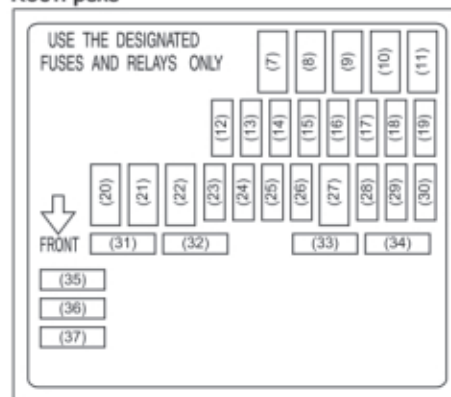 USE THE DESIGNATED
FUSES AND RELAYS ONLY
(7) (8) (9) (10) (11)
(12) (13) (14) (15) (16) (17) (18) (19)
(20) (21) (22) (23) (24) (25) (26) (27) (28) (29) (30)
FRONT (31) (32) (33) (34)
(35)
(36)
(37)